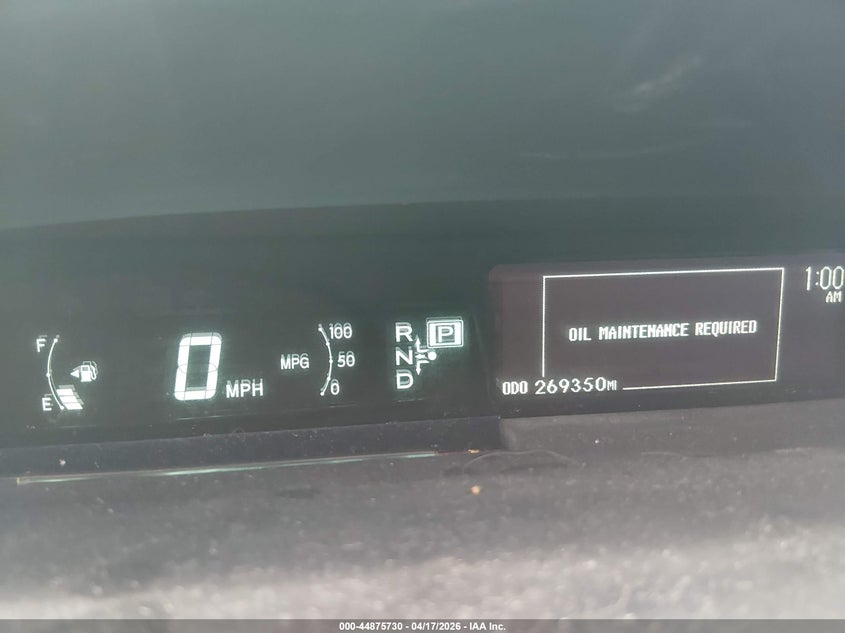 F
E
0 MPH
MPG
100
50
0
R
N
D
P
1:00
AM
OIL MAINTENANCE REQUIRED
ODO 269350MI
000-44875730 - 04/17/2026 - IAA Inc.